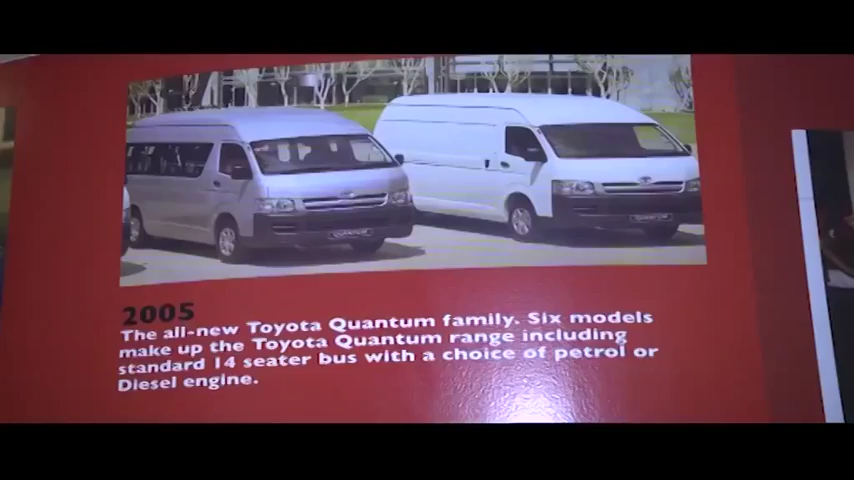 2005
The all-new Toyota Quantum family. Six models
make up the Toyota Quantum range including
standard 14 seater bus with a choice of petrol or
Diesel engine.